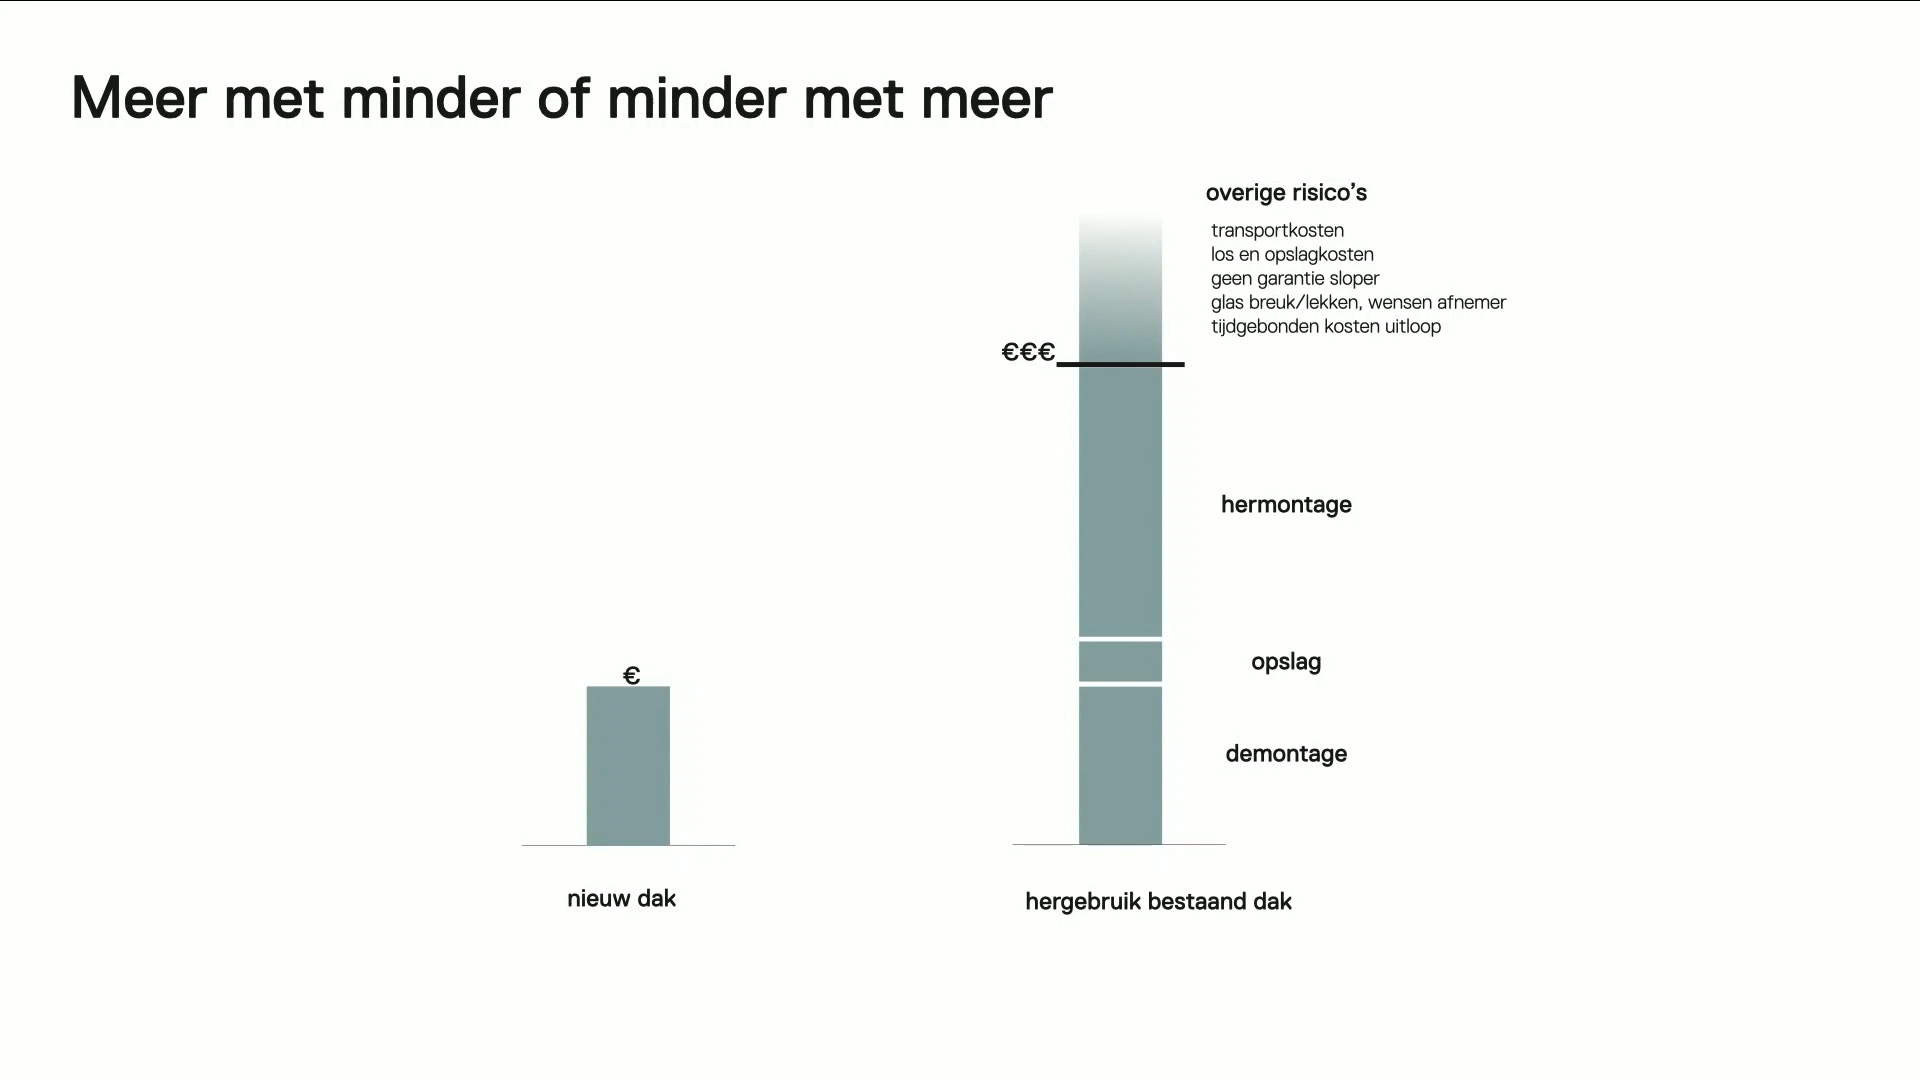 Meer met minder of minder met meer
overige risico’s
transportkosten
los en opslagkosten
geen garantie sloper
glas breuk/lekken, wensen afnemer
tijdgebonden kosten uitloop
€€€
hermontage
opslag
€
demontage
nieuw dak
hergebruik bestaand dak